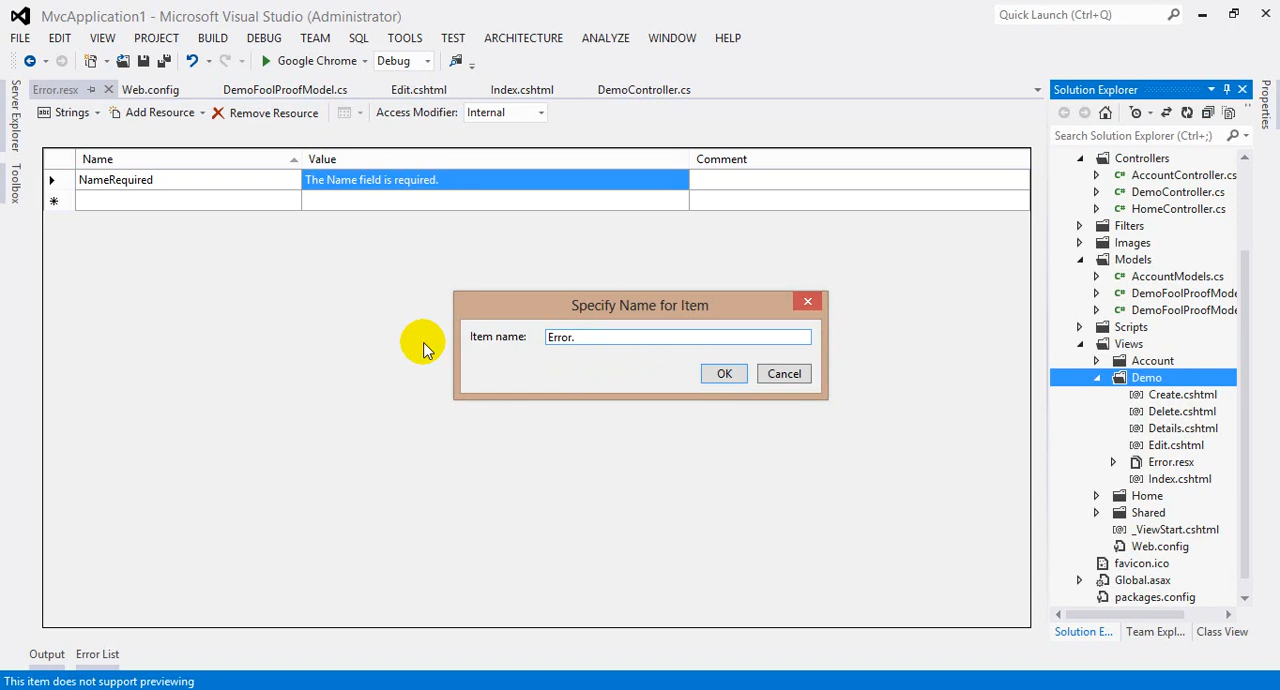 MvcApplication1 - Microsoft Visual Studio (Administrator)
Quick Launch (Ctrl+Q)
FILE EDIT VIEW PROJECT BUILD DEBUG TEAM SQL TOOLS TEST ARCHITECTURE ANALYZE WINDOW HELP
Google Chrome Debug
Error.resx Web.config DemoFoolProofModel.cs Edit.cshtml Index.cshtml DemoController.cs
Strings Add Resource Remove Resource Access Modifier: Internal
Server Explorer
Toolbox
Name Value Comment
NameRequired The Name field is required.
Specify Name for Item
Item name: Error.
OK Cancel
Solution Explorer
Search Solution Explorer (Ctrl+;)
Controllers
C# AccountController.cs
C# DemoController.cs
C# HomeController.cs
Filters
Images
Models
C# AccountModels.cs
C# DemoFoolProofMode
C# DemoFoolProofMode
Scripts
Views
Account
Demo
[@] Create.cshtml
[@] Delete.cshtml
[@] Details.cshtml
[@] Edit.cshtml
Error.resx
[@] Index.cshtml
Home
Shared
[@] _ViewStart.cshtml
Web.config
favicon.ico
Global.asax
packages.config
Solution E... Team Expl... Class View
Properties
Output Error List
This item does not support previewing